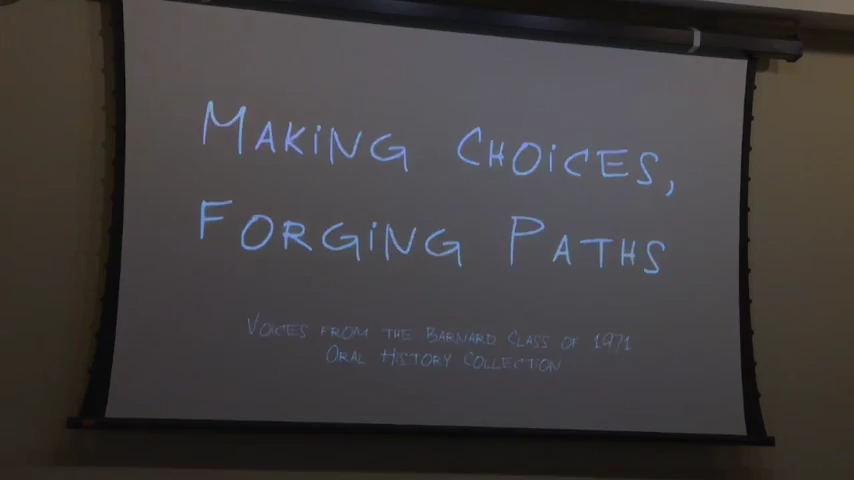 MAKiNG CHOiCES,
FORGiNG PATHS
VOICES FROM THE BARNARD CLASS OF 1971
ORAL HISTORY COLLECTION